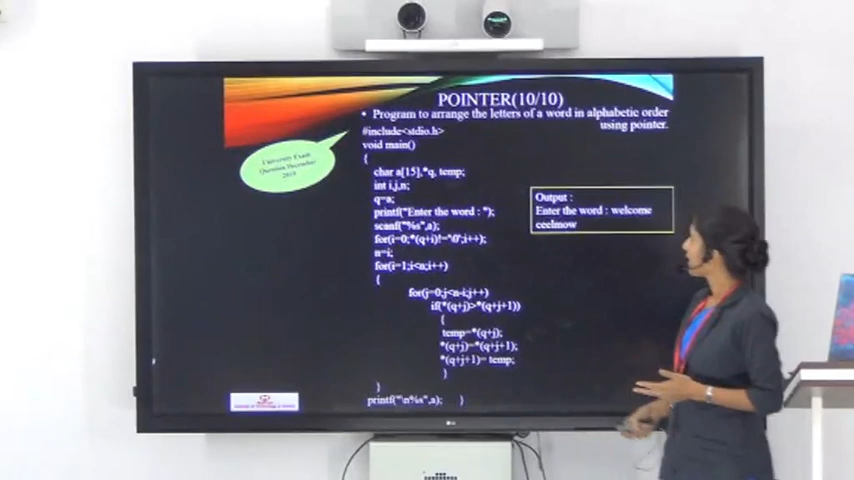 POINTER(10/10)
• Program to arrange the letters of a word in alphabetic order
using pointer.
#include<stdio.h>
void main()
{
char a[15],*q, temp;
int i,j,n;
q=a;
printf("Enter the word : ");
scanf("%s",a);
for(i=0;*(q+i)!='\0';i++);
n=i;
for(i=1;i<n;i++)
{
for(j=0;j<n-i;j++)
if(*(q+j)>*(q+j+1))
{
temp=*(q+j);
*(q+j)=*(q+j+1);
*(q+j+1)= temp;
}
}
printf("\n%s",a); }
University Exam
Question December
2019
Output :
Enter the word : welcome
ceelmow